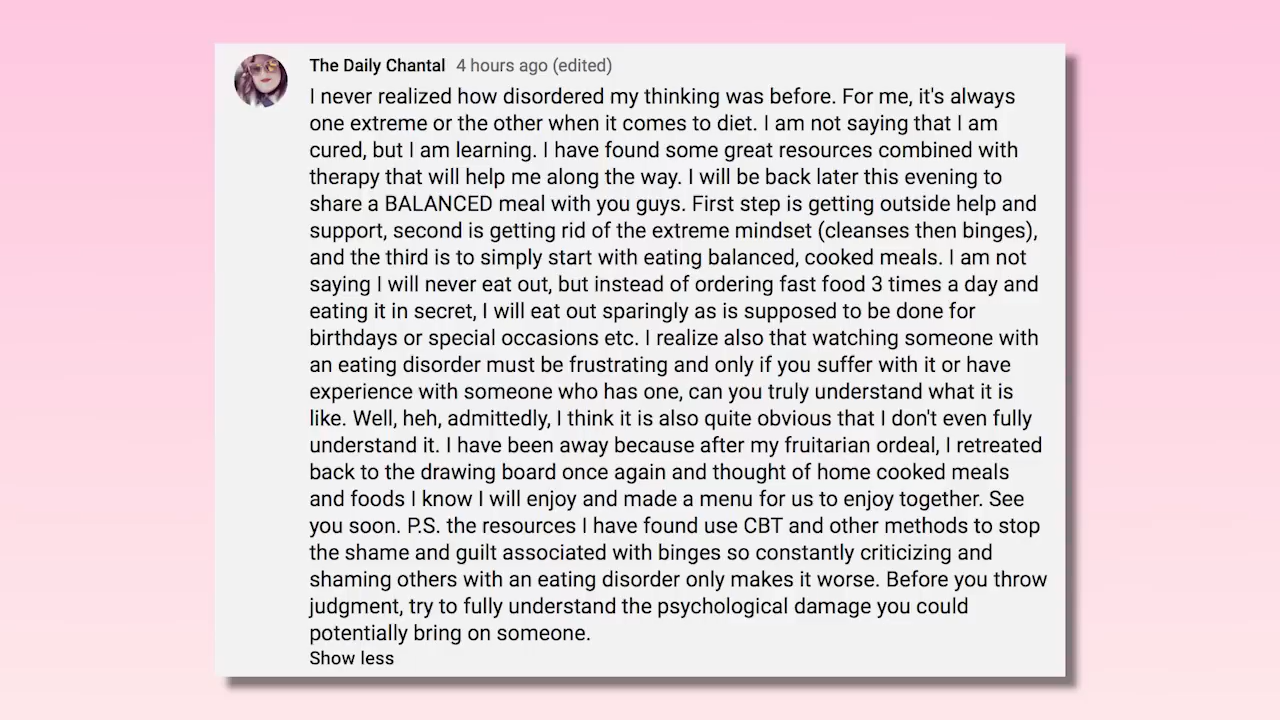 The Daily Chantal 4 hours ago (edited)
I never realized how disordered my thinking was before. For me, it's always
one extreme or the other when it comes to diet. I am not saying that I am
cured, but I am learning. I have found some great resources combined with
therapy that will help me along the way. I will be back later this evening to
share a BALANCED meal with you guys. First step is getting outside help and
support, second is getting rid of the extreme mindset (cleanses then binges),
and the third is to simply start with eating balanced, cooked meals. I am not
saying I will never eat out, but instead of ordering fast food 3 times a day and
eating it in secret, I will eat out sparingly as is supposed to be done for
birthdays or special occasions etc. I realize also that watching someone with
an eating disorder must be frustrating and only if you suffer with it or have
experience with someone who has one, can you truly understand what it is
like. Well, heh, admittedly, I think it is also quite obvious that I don't even fully
understand it. I have been away because after my fruitarian ordeal, I retreated
back to the drawing board once again and thought of home cooked meals
and foods I know I will enjoy and made a menu for us to enjoy together. See
you soon. P.S. the resources I have found use CBT and other methods to stop
the shame and guilt associated with binges so constantly criticizing and
shaming others with an eating disorder only makes it worse. Before you throw
judgment, try to fully understand the psychological damage you could
potentially bring on someone.
Show less